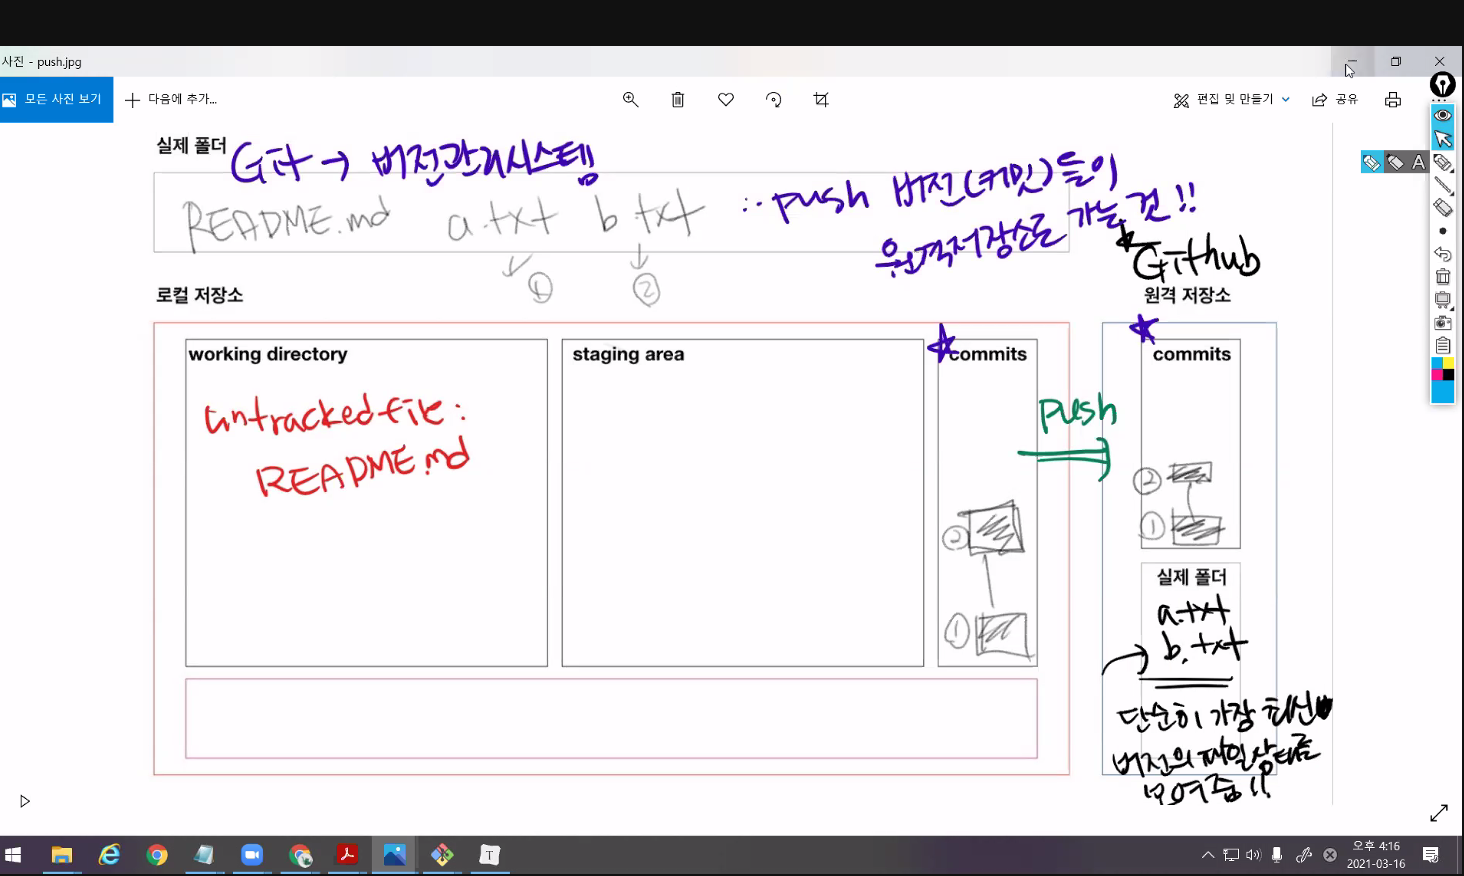 사진 - push.jpg
모든 사진 보기
다음에 추가...
편집 및 만들기
공유
A
실제 폴더
Git → 버전관리시스템
README.md a.txt b.txt
① ②
∴ push 버전(커밋)들이
원격저장소로 가는 것!!
Github
로컬 저장소
원격 저장소
working directory
staging area
commits
commits
untracked file:
README.md
push
②
①
②
①
실제 폴더
a.txt
b.txt
단순히 가장 최신
버전의 파일상태를
보여줌!!
T
오후 4:16
2021-03-16